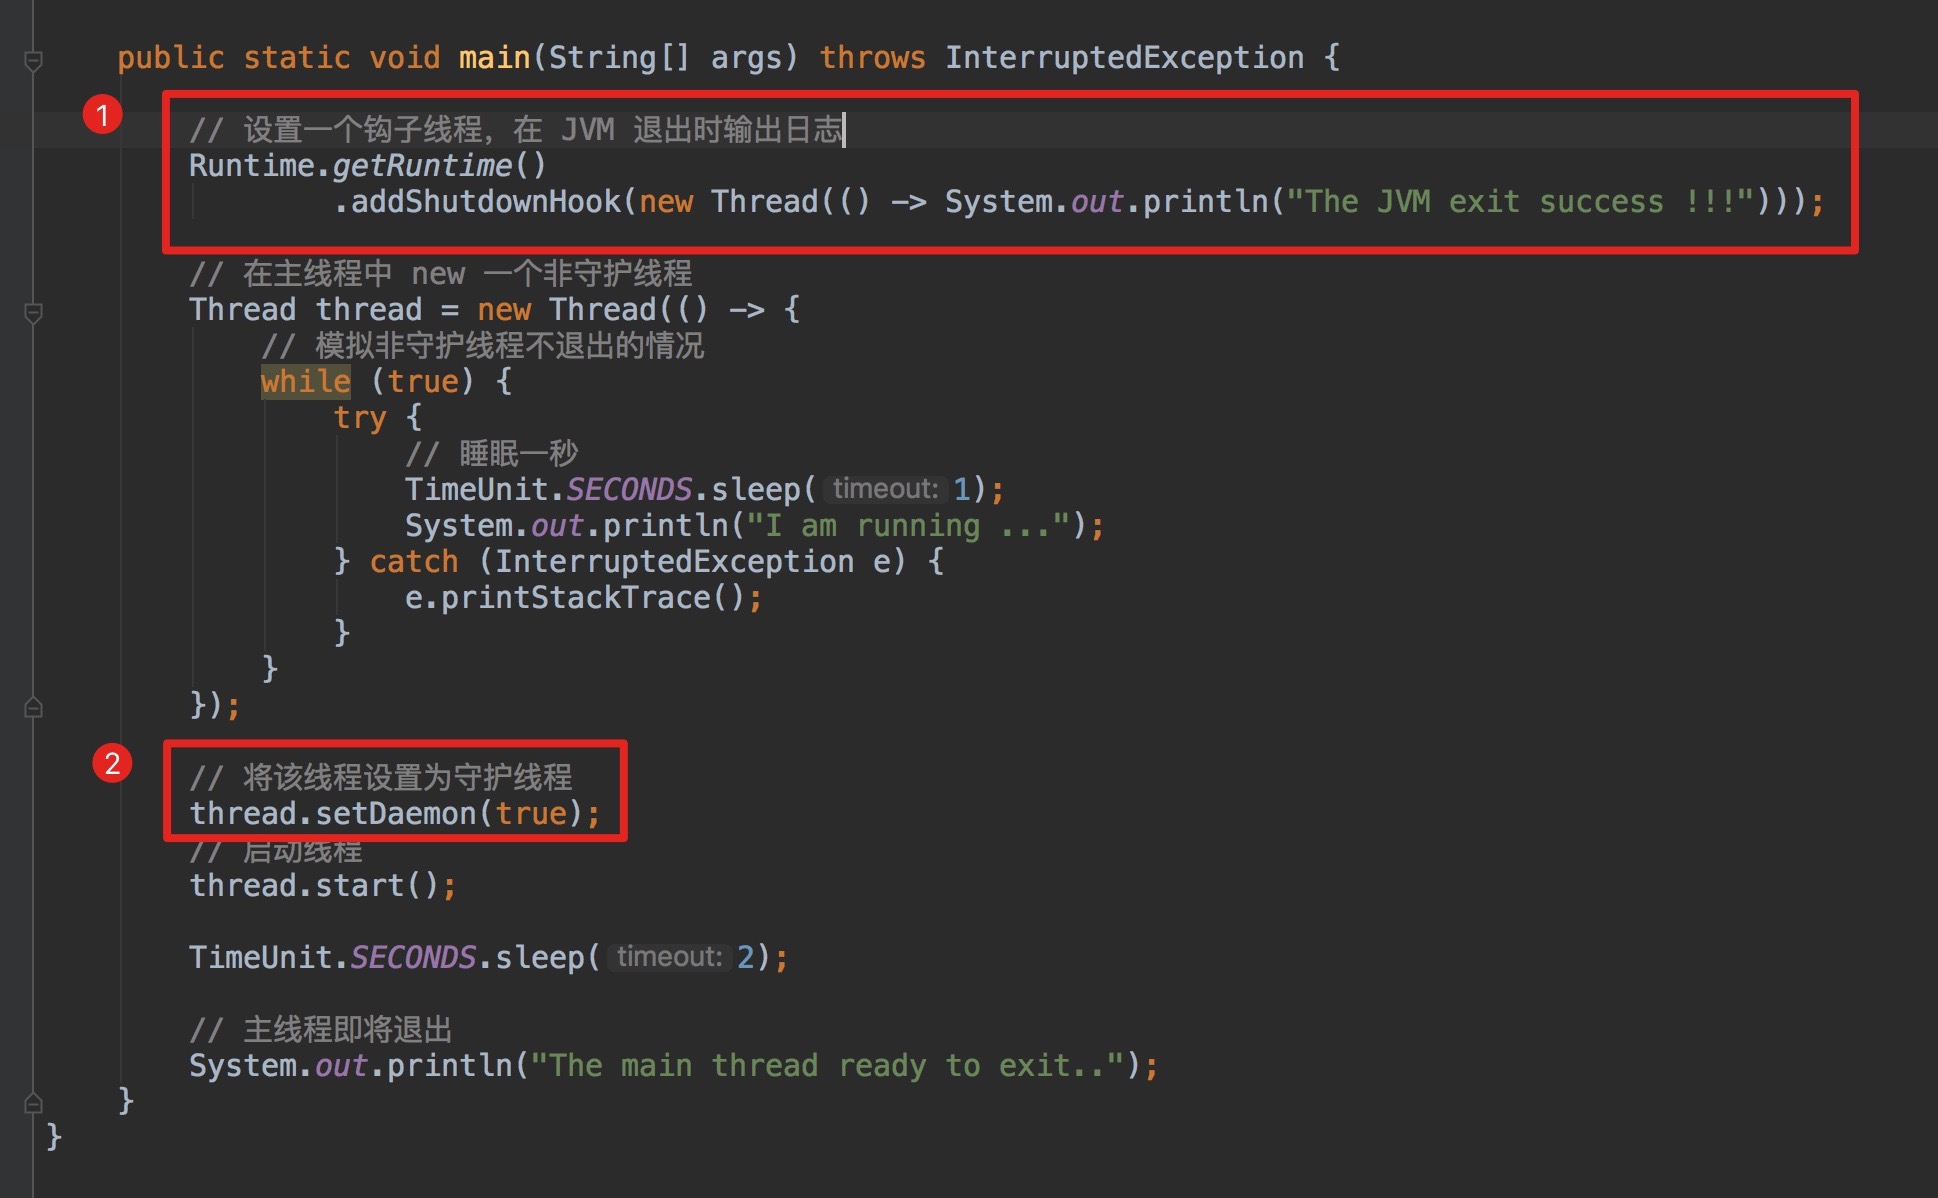 public static void main(String[] args) throws InterruptedException {
1
// 设置一个钩子线程，在 JVM 退出时输出日志
Runtime.getRuntime()
.addShutdownHook(new Thread(() -> System.out.println("The JVM exit success !!!")));
// 在主线程中 new 一个非守护线程
Thread thread = new Thread(() -> {
// 模拟非守护线程不退出的情况
while (true) {
try {
// 睡眠一秒
TimeUnit.SECONDS.sleep( timeout: 1);
System.out.println("I am running ...");
} catch (InterruptedException e) {
e.printStackTrace();
}
}
});
2
// 将该线程设置为守护线程
thread.setDaemon(true);
// 启动线程
thread.start();
TimeUnit.SECONDS.sleep( timeout: 2);
// 主线程即将退出
System.out.println("The main thread ready to exit..");
}
}